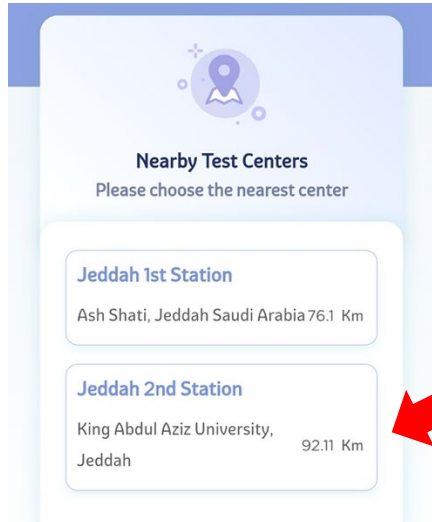 Nearby Test Centers
Please choose the nearest center
Jeddah 1st Station
Ash Shati, Jeddah Saudi Arabia 76.1 Km
Jeddah 2nd Station
King Abdul Aziz University,
92.11 Km
Jeddah